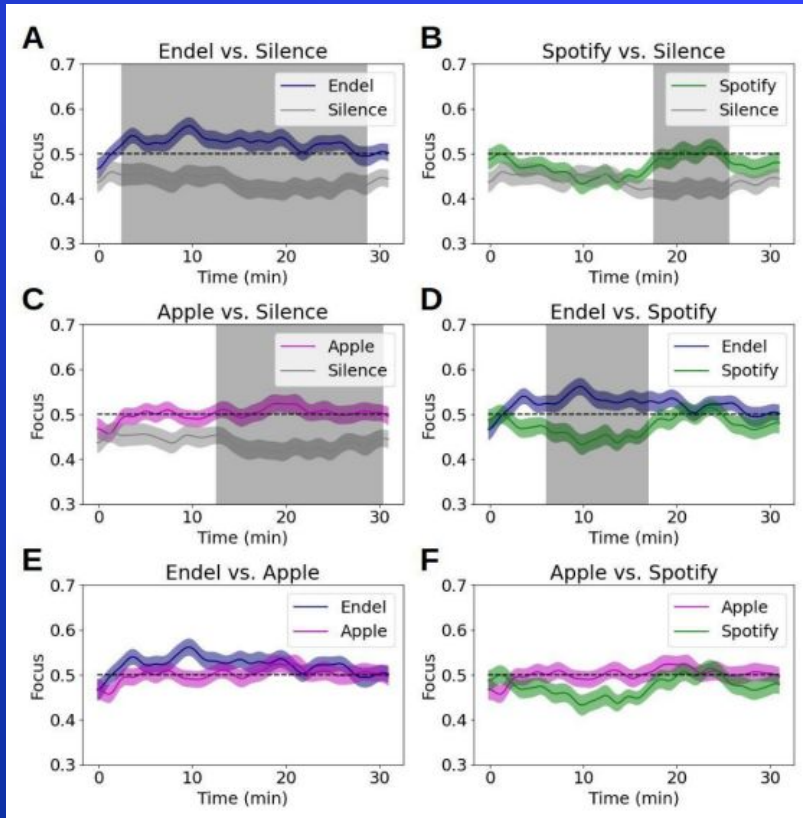 A
Endel vs. Silence
0.7
0.6
0.5
0.4
0.3
Focus
Endel
Silence
0 10 20 30
Time (min)
B
Spotify vs. Silence
0.7
0.6
0.5
0.4
0.3
Focus
Spotify
Silence
0 10 20 30
Time (min)
C
Apple vs. Silence
0.7
0.6
0.5
0.4
0.3
Focus
Apple
Silence
0 10 20 30
Time (min)
D
Endel vs. Spotify
0.7
0.6
0.5
0.4
0.3
Focus
Endel
Spotify
0 10 20 30
Time (min)
E
Endel vs. Apple
0.7
0.6
0.5
0.4
0.3
Focus
Endel
Apple
0 10 20 30
Time (min)
F
Apple vs. Spotify
0.7
0.6
0.5
0.4
0.3
Focus
Apple
Spotify
0 10 20 30
Time (min)